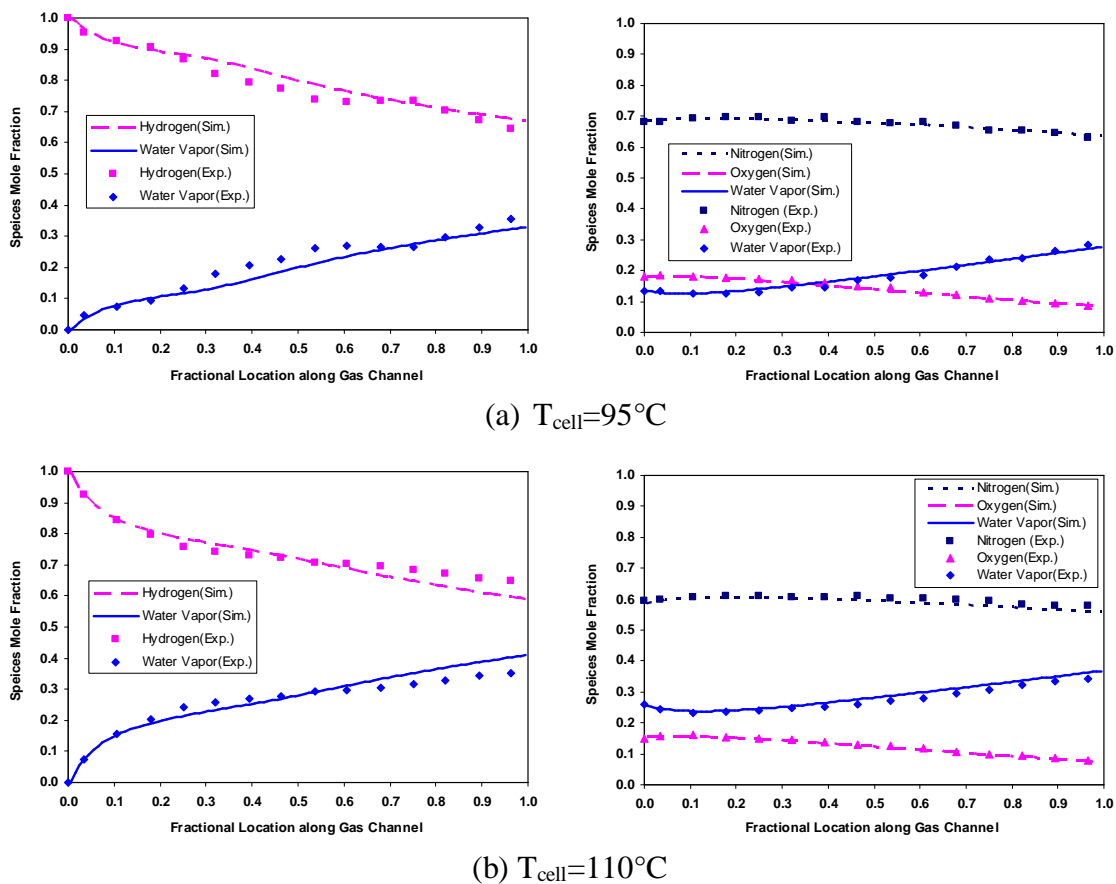 1.0
0.9
0.8
0.7
0.6
0.5
0.4
0.3
0.2
0.1
0.0
Speices Mole Fraction
Hydrogen(Sim.)
Water Vapor(Sim.)
Hydrogen(Exp.)
Water Vapor(Exp.)
0.0 0.1 0.2 0.3 0.4 0.5 0.6 0.7 0.8 0.9 1.0
Fractional Location along Gas Channel
1.0
0.9
0.8
0.7
0.6
0.5
0.4
0.3
0.2
0.1
0.0
Speices Mole Fraction
Nitrogen(Sim.)
Oxygen(Sim.)
Water Vapor(Sim.)
Nitrogen (Exp.)
Oxygen(Exp.)
Water Vapor(Exp.)
0.0 0.1 0.2 0.3 0.4 0.5 0.6 0.7 0.8 0.9 1.0
Fractional Location along Gas Channel
(a) Tcell=95°C
1.0
0.9
0.8
0.7
0.6
0.5
0.4
0.3
0.2
0.1
0.0
Speices Mole Fraction
Hydrogen(Sim.)
Water Vapor(Sim.)
Hydrogen(Exp.)
Water Vapor(Exp.)
0.0 0.1 0.2 0.3 0.4 0.5 0.6 0.7 0.8 0.9 1.0
Fractional Location along Gas Channel
1.0
0.9
0.8
0.7
0.6
0.5
0.4
0.3
0.2
0.1
0.0
Speices Mole Fraction
Nitrogen(Sim.)
Oxygen(Sim.)
Water Vapor(Sim.)
Nitrogen (Exp.)
Oxygen(Exp.)
Water Vapor(Exp.)
0.0 0.1 0.2 0.3 0.4 0.5 0.6 0.7 0.8 0.9 1.0
Fractional Location along Gas Channel
(b) Tcell=110°C